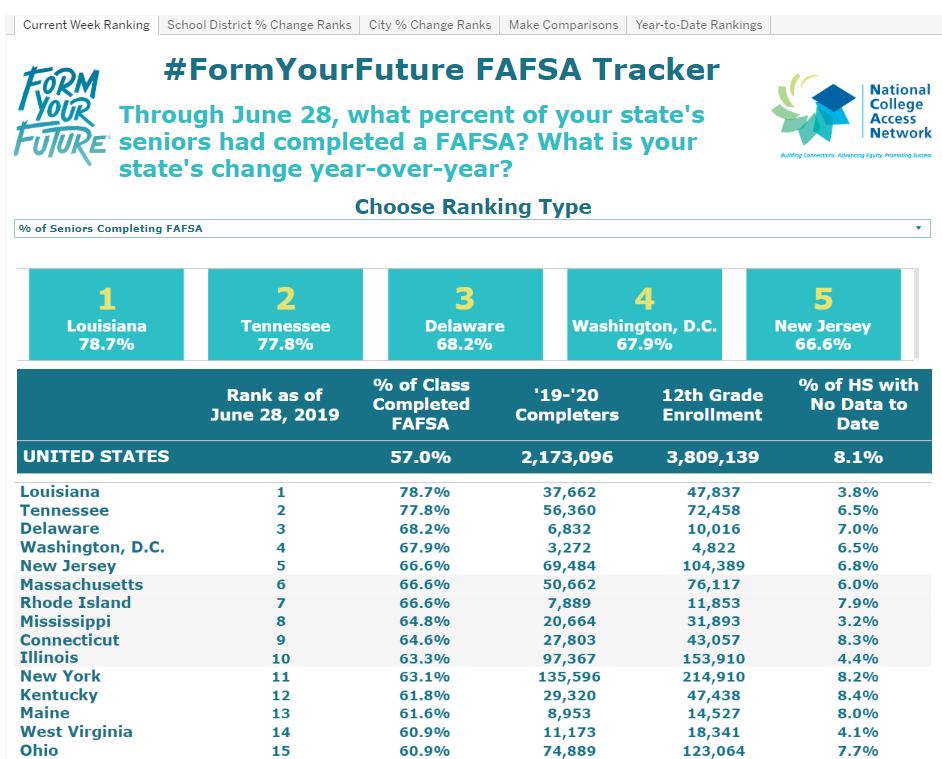 Current Week Ranking School District % Change Ranks City % Change Ranks Make Comparisons Year-to-Date Rankings
FORM
YOUR
FUTURE
#FormYourFuture FAFSA Tracker
Through June 28, what percent of your state's
seniors had completed a FAFSA? What is your
state's change year-over-year?
National
College
Access
Network
Building Connections. Advancing Equity. Promoting Success
Choose Ranking Type
% of Seniors Completing FAFSA
1
Louisiana
78.7%
2
Tennessee
77.8%
3
Delaware
68.2%
4
Washington, D.C.
67.9%
5
New Jersey
66.6%
Rank as of
June 28, 2019
% of Class
Completed
FAFSA
'19-'20
Completers
12th Grade
Enrollment
% of HS with
No Data to
Date
UNITED STATES 57.0% 2,173,096 3,809,139 8.1%
Louisiana 1 78.7% 37,662 47,837 3.8%
Tennessee 2 77.8% 56,360 72,458 6.5%
Delaware 3 68.2% 6,832 10,016 7.0%
Washington, D.C. 4 67.9% 3,272 4,822 6.5%
New Jersey 5 66.6% 69,484 104,389 6.8%
Massachusetts 6 66.6% 50,662 76,117 6.0%
Rhode Island 7 66.6% 7,889 11,853 7.9%
Mississippi 8 64.8% 20,664 31,893 3.2%
Connecticut 9 64.6% 27,803 43,057 8.3%
Illinois 10 63.3% 97,367 153,910 4.4%
New York 11 63.1% 135,596 214,910 8.2%
Kentucky 12 61.8% 29,320 47,438 8.4%
Maine 13 61.6% 8,953 14,527 8.0%
West Virginia 14 60.9% 11,173 18,341 4.1%
Ohio 15 60.9% 74,889 123,064 7.7%